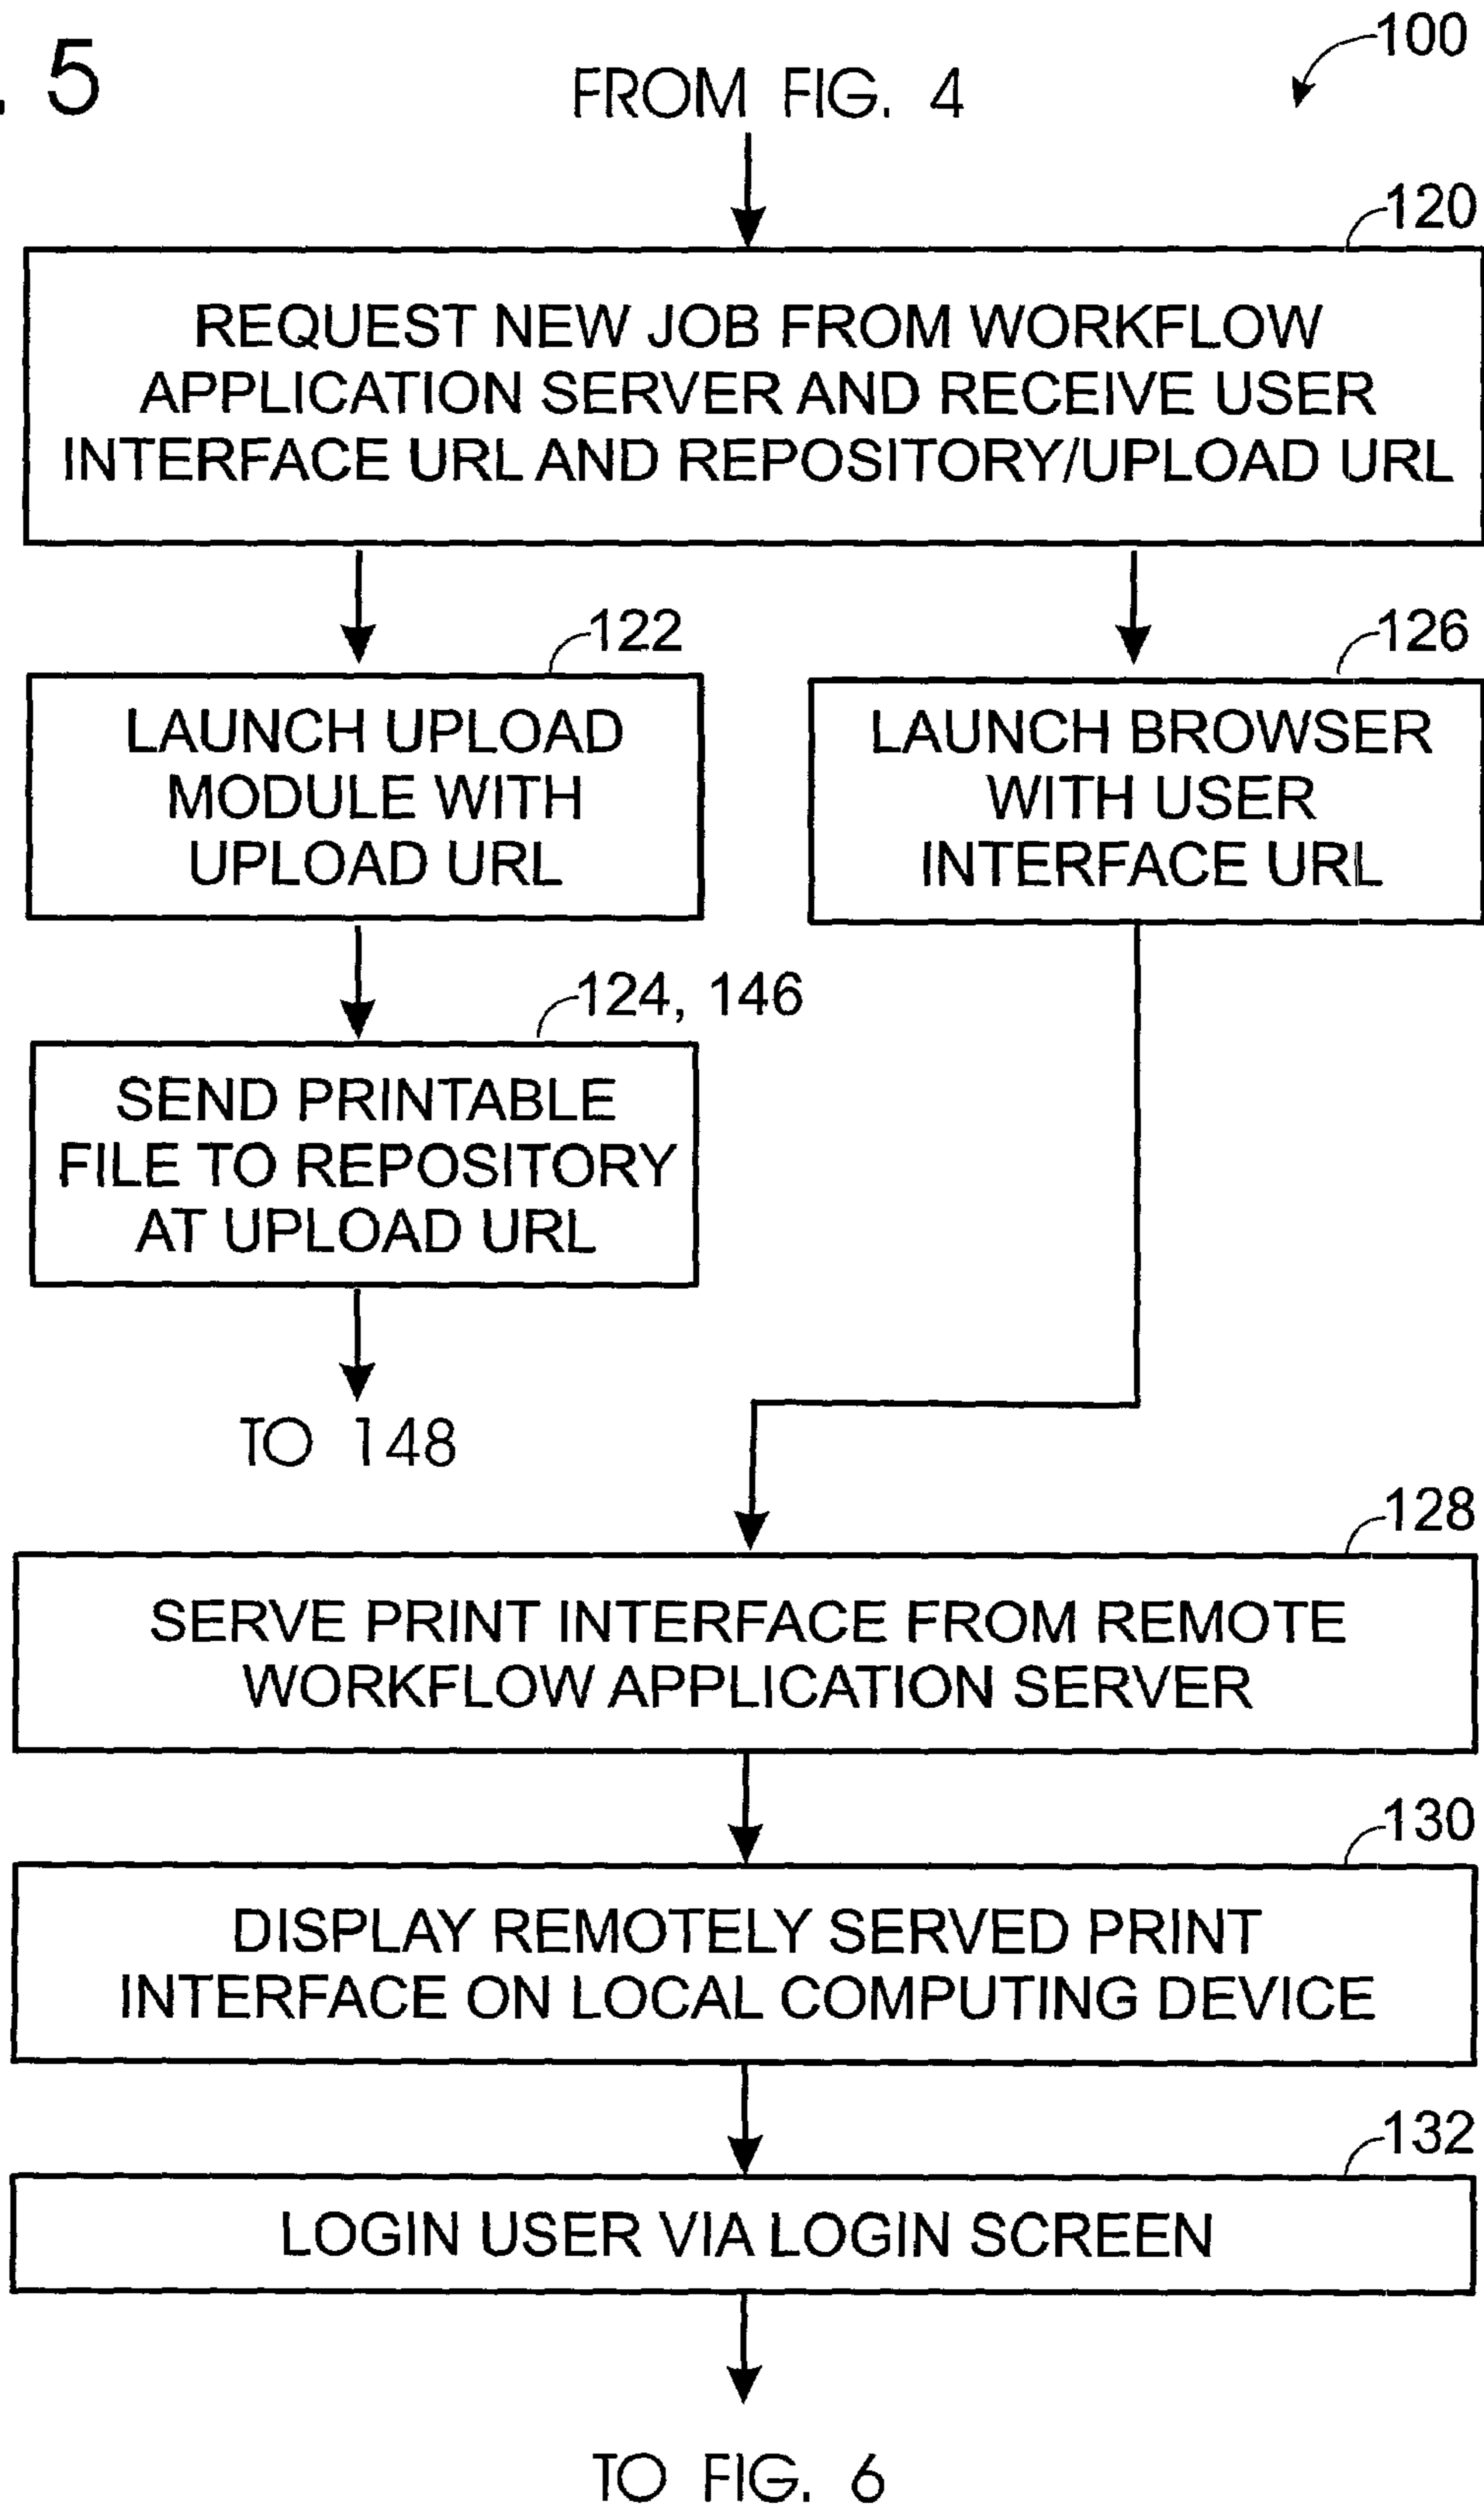 . 5
100
FROM FIG. 4
120
REQUEST NEW JOB FROM WORKFLOW
APPLICATION SERVER AND RECEIVE USER
INTERFACE URL AND REPOSITORY/UPLOAD URL
122
LAUNCH UPLOAD
MODULE WITH
UPLOAD URL
126
LAUNCH BROWSER
WITH USER
INTERFACE URL
124, 146
SEND PRINTABLE
FILE TO REPOSITORY
AT UPLOAD URL
TO 148
128
SERVE PRINT INTERFACE FROM REMOTE
WORKFLOW APPLICATION SERVER
130
DISPLAY REMOTELY SERVED PRINT
INTERFACE ON LOCAL COMPUTING DEVICE
132
LOGIN USER VIA LOGIN SCREEN
TO FIG. 6